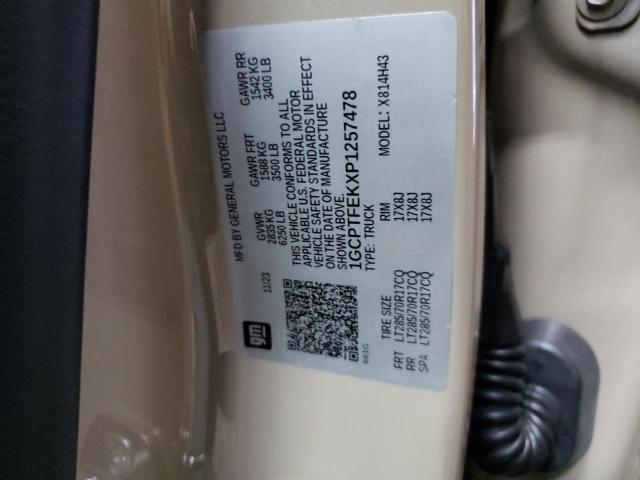 MFD BY GENERAL MOTORS LLC
11/23 GVWR GAWR FRT GAWR RR
2835 KG 1588 KG 1542 KG
6250 LB 3500 LB 3400 LB
THIS VEHICLE CONFORMS TO ALL
APPLICABLE U.S. FEDERAL MOTOR
VEHICLE SAFETY STANDARDS IN EFFECT
ON THE DATE OF MANUFACTURE
SHOWN ABOVE.
1GCPTFEKXP1257478
TYPE: TRUCK MODEL: X814H43
gm
661G
TIRE SIZE RIM
FRT LT285/70R17CQ 17X8J
RR LT285/70R17CQ 17X8J
SPA LT285/70R17CQ 17X8J